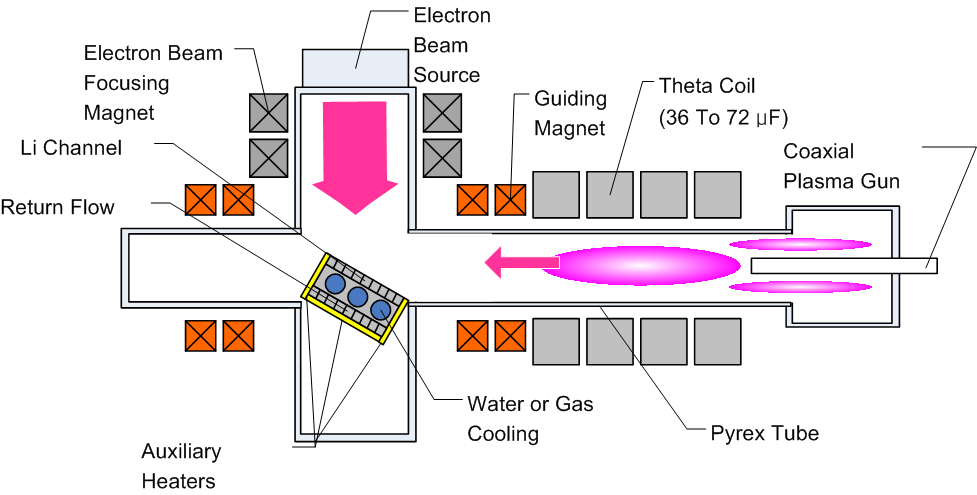 Electron
Beam
Source
Electron Beam
Focusing
Magnet
Li Channel
Return Flow
Guiding
Magnet
Theta Coil
(36 To 72 μF)
Coaxial
Plasma Gun
Water or Gas
Cooling
Pyrex Tube
Auxiliary
Heaters